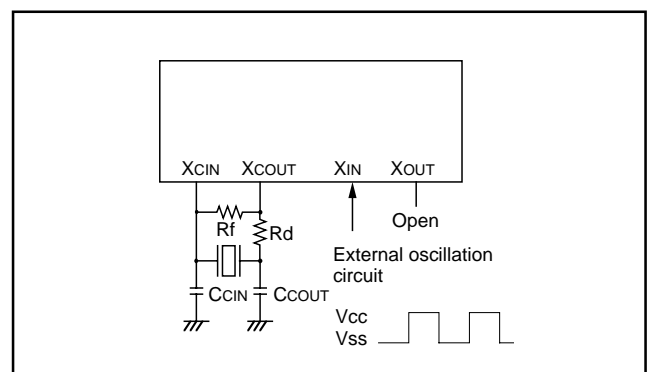 XCIN XCOUT XIN XOUT
Rf Rd
Open
External oscillation
circuit
CCIN CCOUT
Vcc
Vss